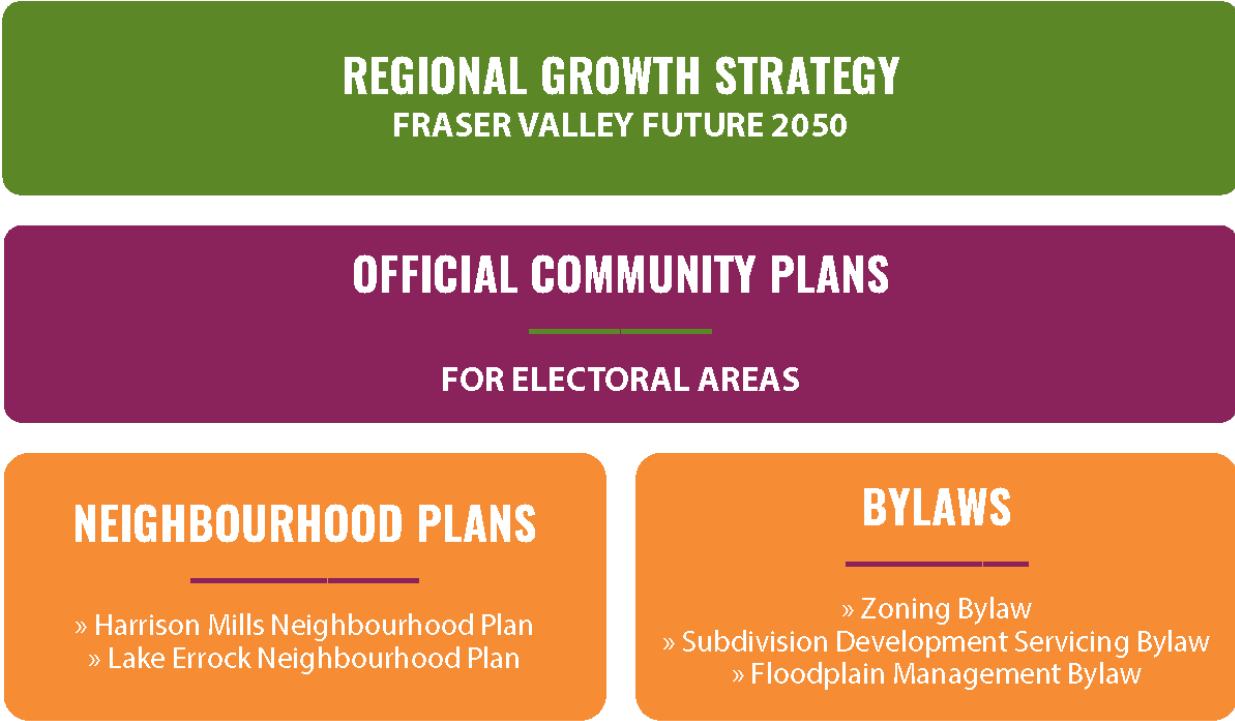 REGIONAL GROWTH STRATEGY
FRASER VALLEY FUTURE 2050
OFFICIAL COMMUNITY PLANS
FOR ELECTORAL AREAS
NEIGHBOURHOOD PLANS
» Harrison Mills Neighbourhood Plan
» Lake Errock Neighbourhood Plan
BYLAWS
» Zoning Bylaw
» Subdivision Development Servicing Bylaw
» Floodplain Management Bylaw